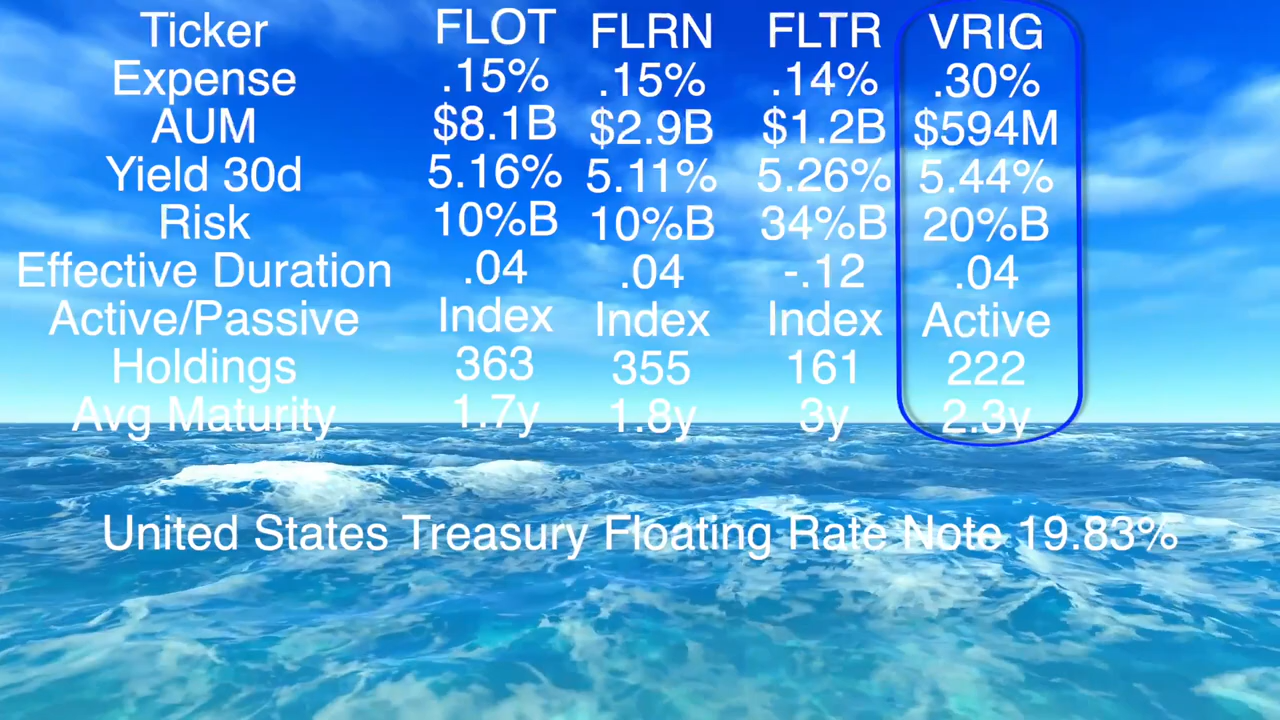 Ticker FLOT FLRN FLTR VRIG
Expense .15% .15% .14% .30%
AUM $8.1B $2.9B $1.2B $594M
Yield 30d 5.16% 5.11% 5.26% 5.44%
Risk 10%B 10%B 34%B 20%B
Effective Duration .04 .04 -.12 .04
Active/Passive Index Index Index Active
Holdings 363 355 161 222
Avg Maturity 1.7y 1.8y 3y 2.3y
United States Treasury Floating Rate Note 19.83%